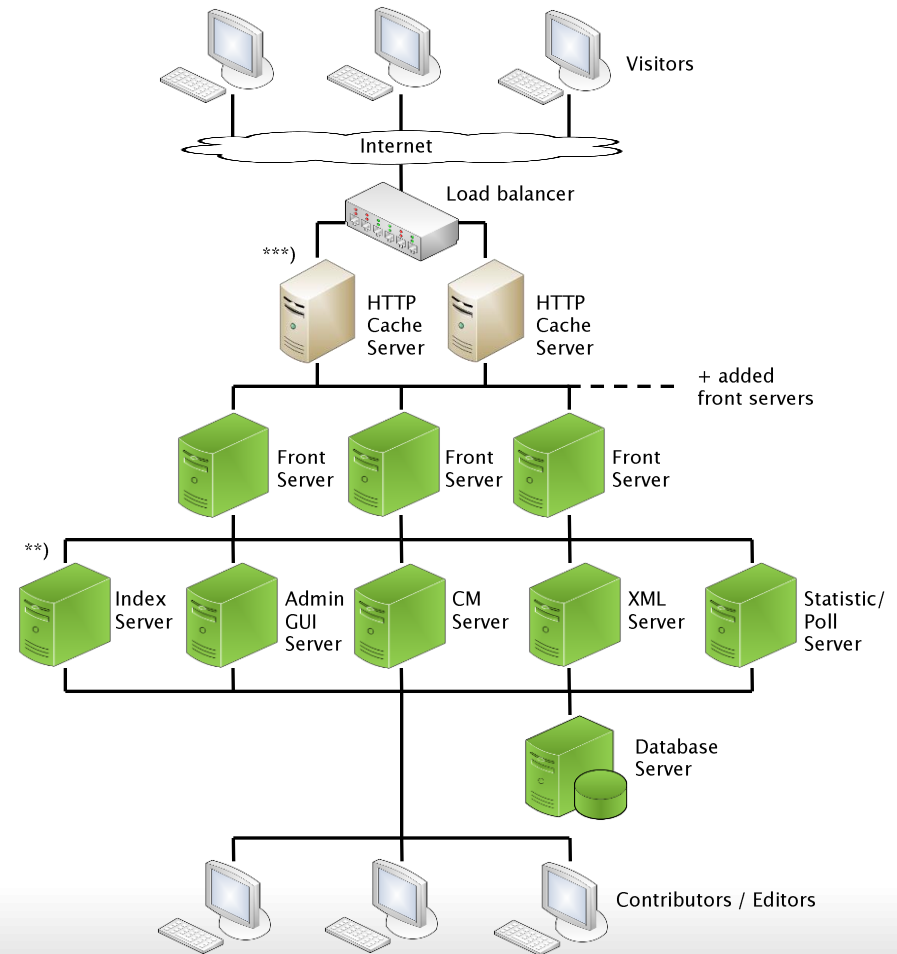 Visitors
Internet
Load balancer
***)
HTTP
Cache
Server
HTTP
Cache
Server
+ added
front servers
Front
Server
Front
Server
Front
Server
**)
Index
Server
Admin
GUI
Server
CM
Server
XML
Server
Statistic/
Poll
Server
Database
Server
Contributors / Editors